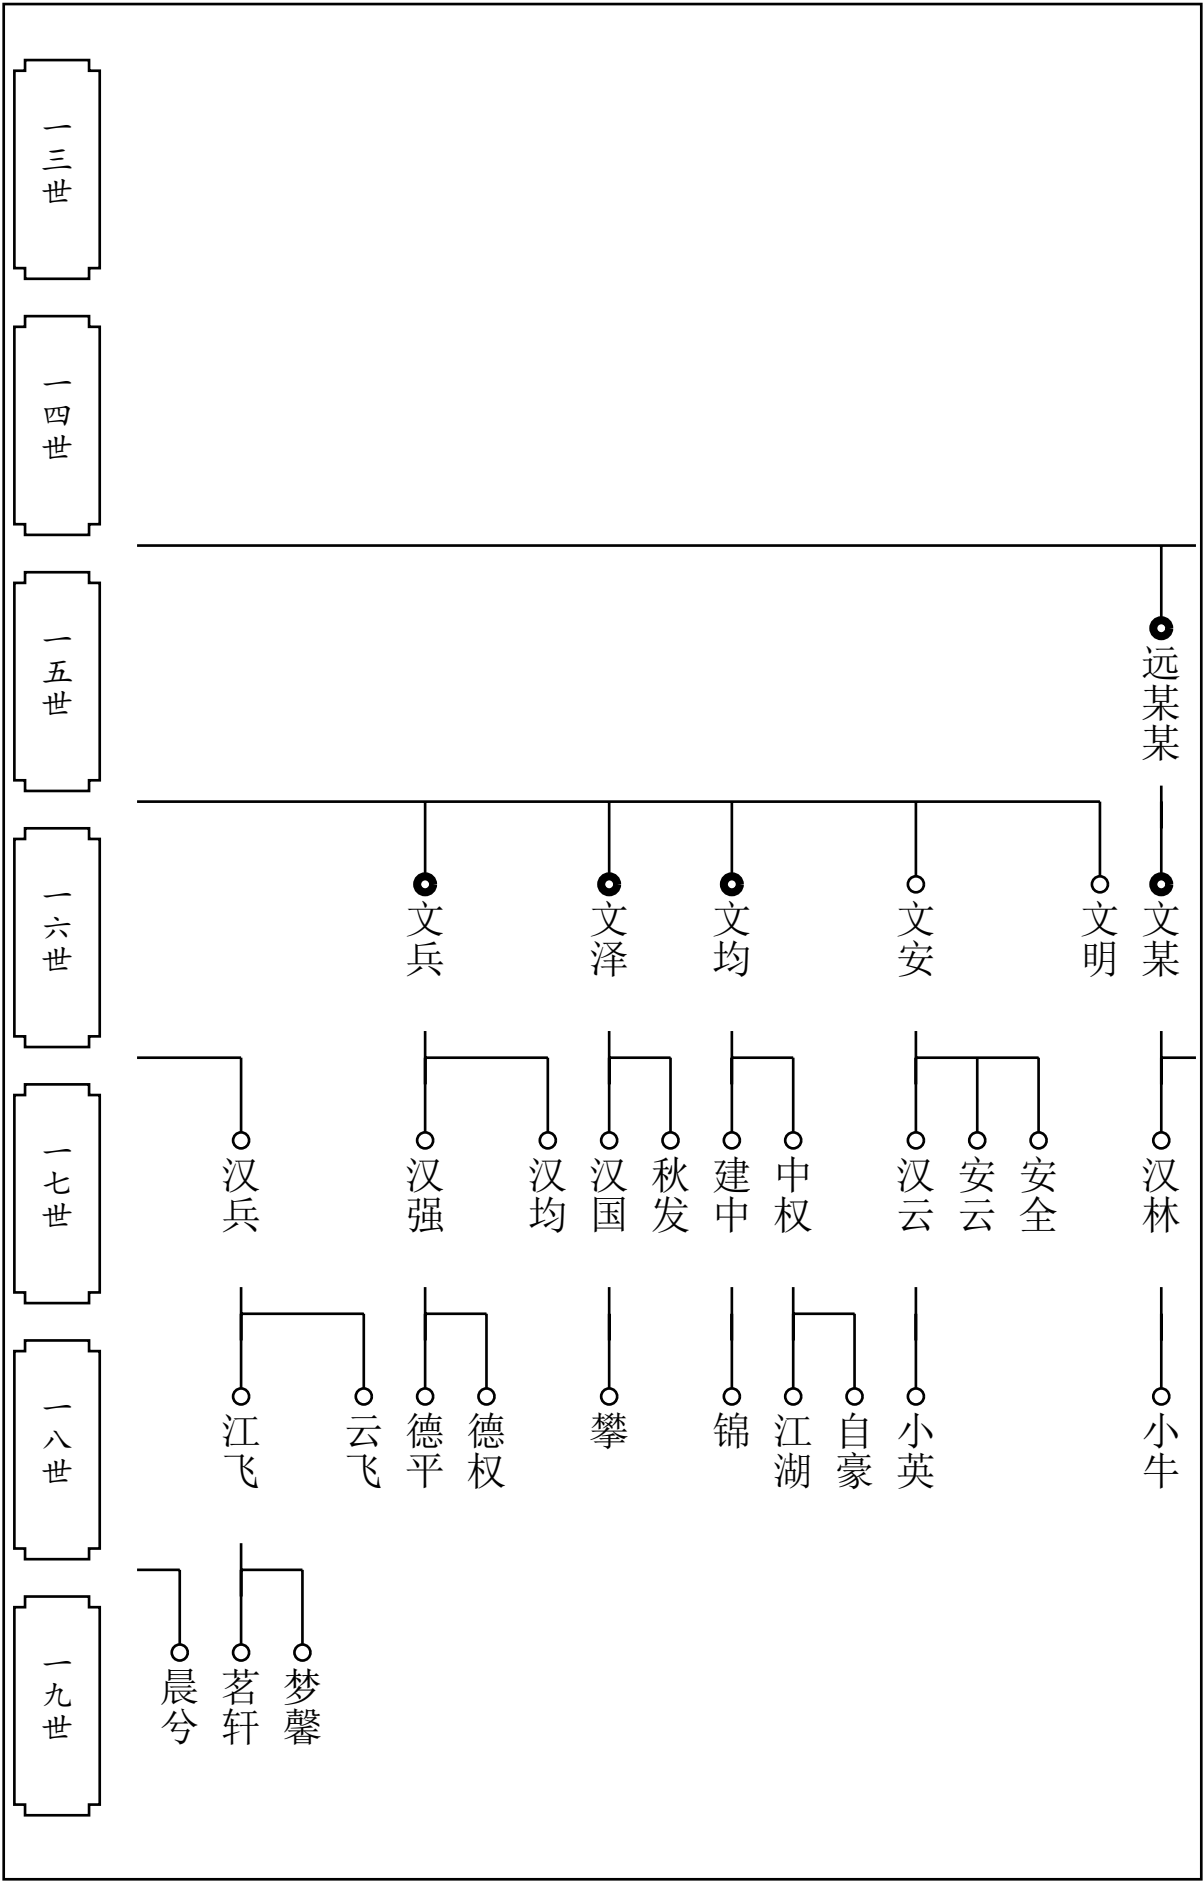 一三世
一四世
一五世
远某某
一六世
文兵
文泽
文均
文安
文明
文某
一七世
汉兵
汉强
汉均
汉国
秋发
建中
中权
汉云
安云
安全
汉林
一八世
江飞
云飞
德平
德权
攀
锦
江湖
自豪
小英
小牛
一九世
晨兮
茗轩
梦馨